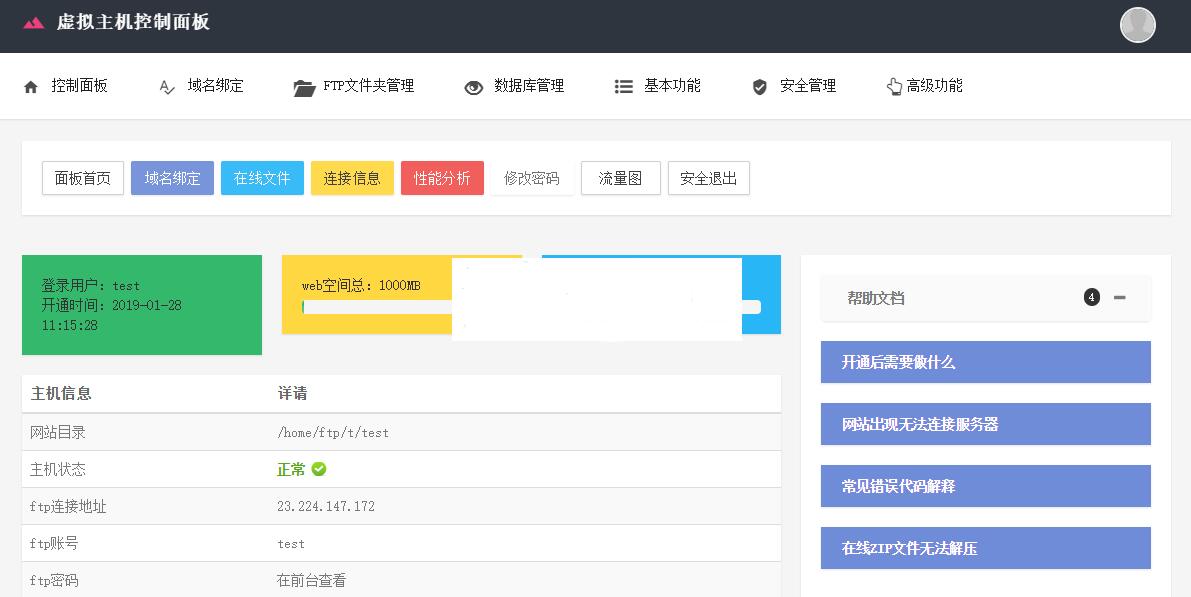 虚拟主机控制面板
控制面板
域名绑定
FTP文件夹管理
数据库管理
基本功能
安全管理
高级功能
面板首页
域名绑定
在线文件
连接信息
性能分析
修改密码
流量图
安全退出
登录用户: test
开通时间: 2019-01-28
11:15:28
web空间总: 1000MB
主机信息 详请
网站目录 /home/ftp/t/test
主机状态 正常
ftp连接地址 23.224.147.172
ftp账号 test
ftp密码 在前台查看
帮助文档 4
开通后需要做什么
网站出现无法连接服务器
常见错误代码解释
在线ZIP文件无法解压